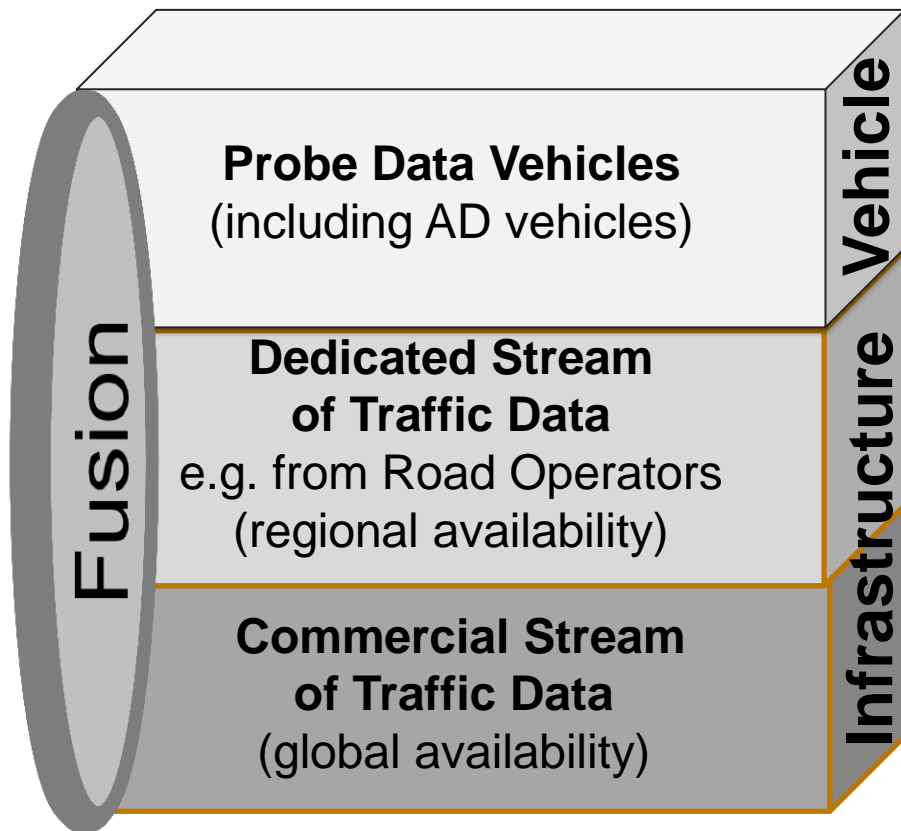 Fusion
Probe Data Vehicles
(including AD vehicles)
Dedicated Stream
of Traffic Data
e.g. from Road Operators
(regional availability)
Commercial Stream
of Traffic Data
(global availability)
Vehicle
Infrastructure